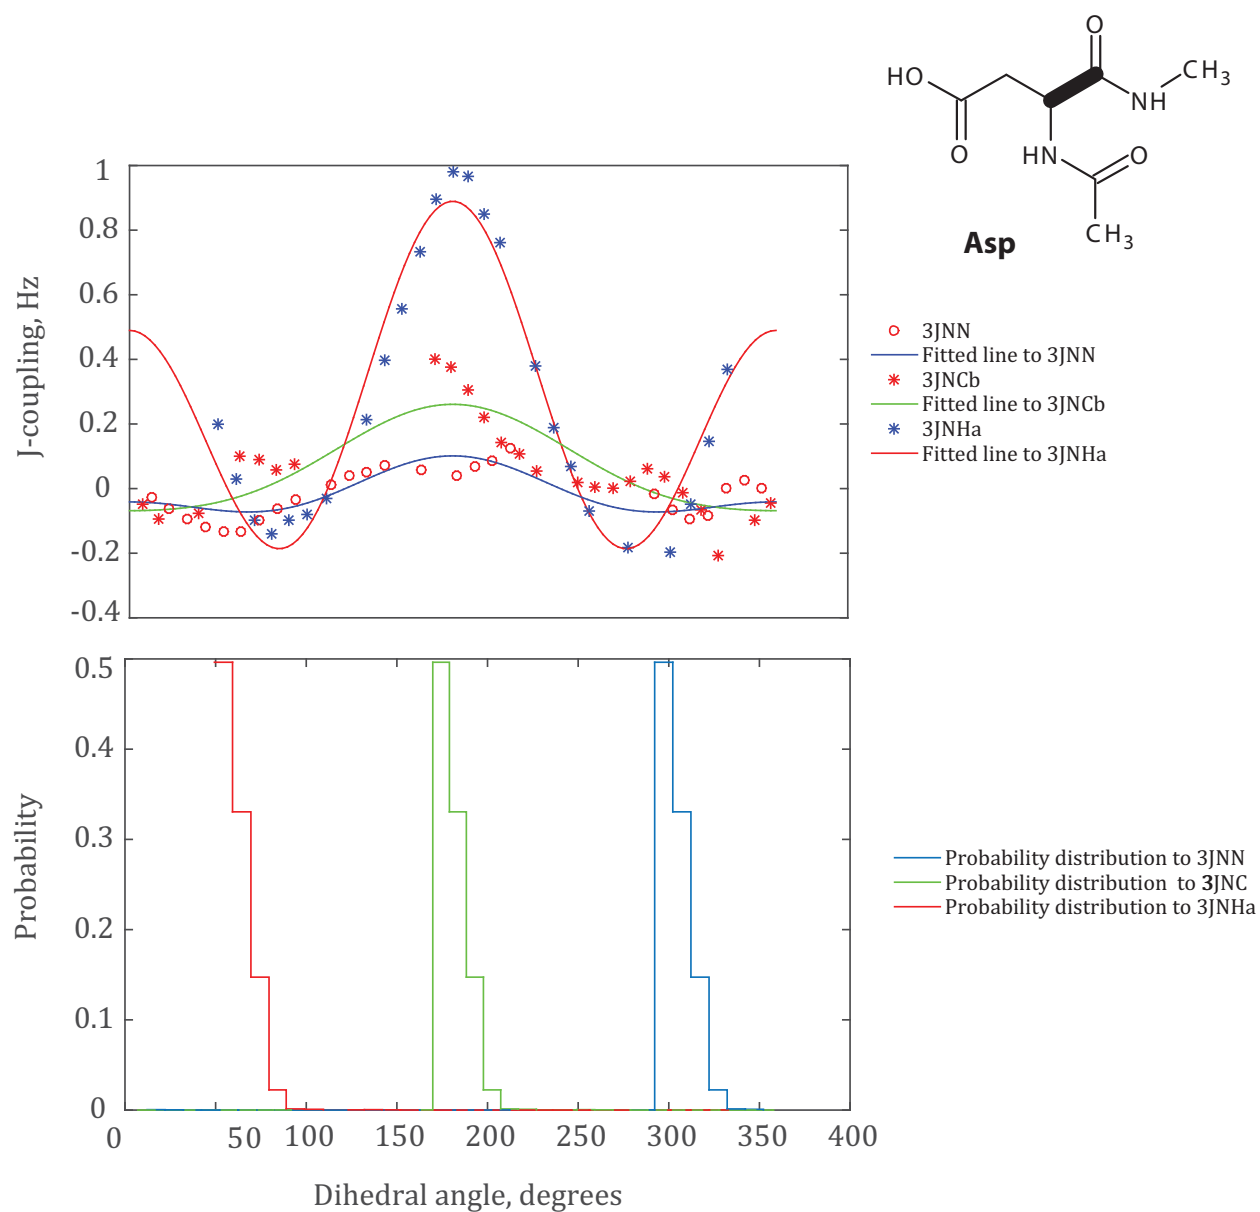 O
HO
CH3
NH
O
HN
O
CH3
Asp
1
0.8
0.6
0.4
0.2
0
-0.2
-0.4
J-coupling, Hz
3JNN
Fitted line to 3JNN
3JNCb
Fitted line to 3JNCb
3JNHa
Fitted line to 3JNHa
0.5
0.4
0.3
0.2
0.1
0
Probability
Probability distribution to 3JNN
Probability distribution to 3JNC
Probability distribution to 3JNHa
0 50 100 150 200 250 300 350 400
Dihedral angle, degrees